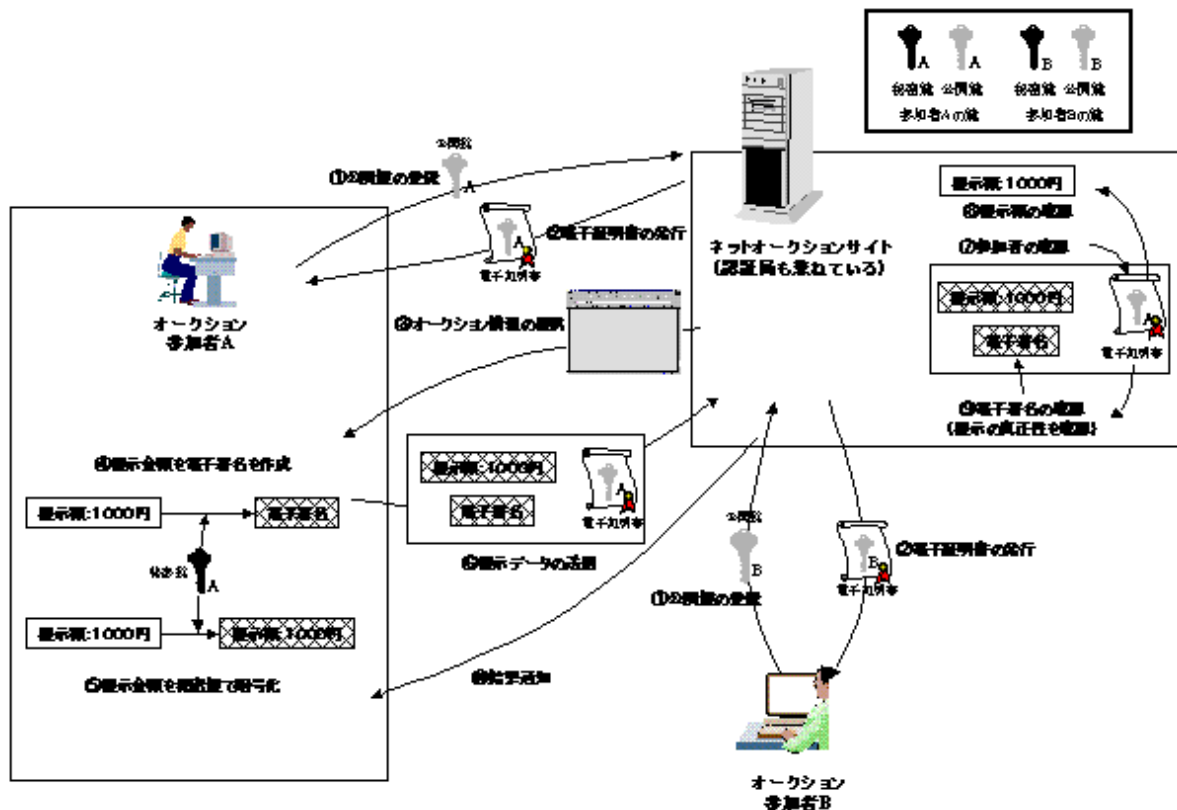 A
A
B
B
秘密鍵 公開鍵
秘密鍵 公開鍵
参加者Aの鍵
参加者Bの鍵
公開鍵
A
①公開鍵の登録
A
②電子証明書の発行
電子証明書
オークション
参加者A
③オークション情報の
ネットオークションサイト
(認証局も兼ねている)
提示額:1000円
⑧提示額の確認
⑦参加者の確認
提示額:1000円
A
電子署名
電子証明書
⑨電子署名の確認
(提示の真正性を確認)
④提示金額を電子署名を作成
提示額:1000円
電子署名
秘密鍵
A
提示額:1000円
提示額:1000円
⑤提示金額を秘密鍵で暗号化
提示額:1000円
A
電子署名
電子証明書
⑥提示データの送信
⑩結果通知
公開鍵
B
①公開鍵の登録
B
②電子証明書の発行
電子証明書
オークション
参加者B